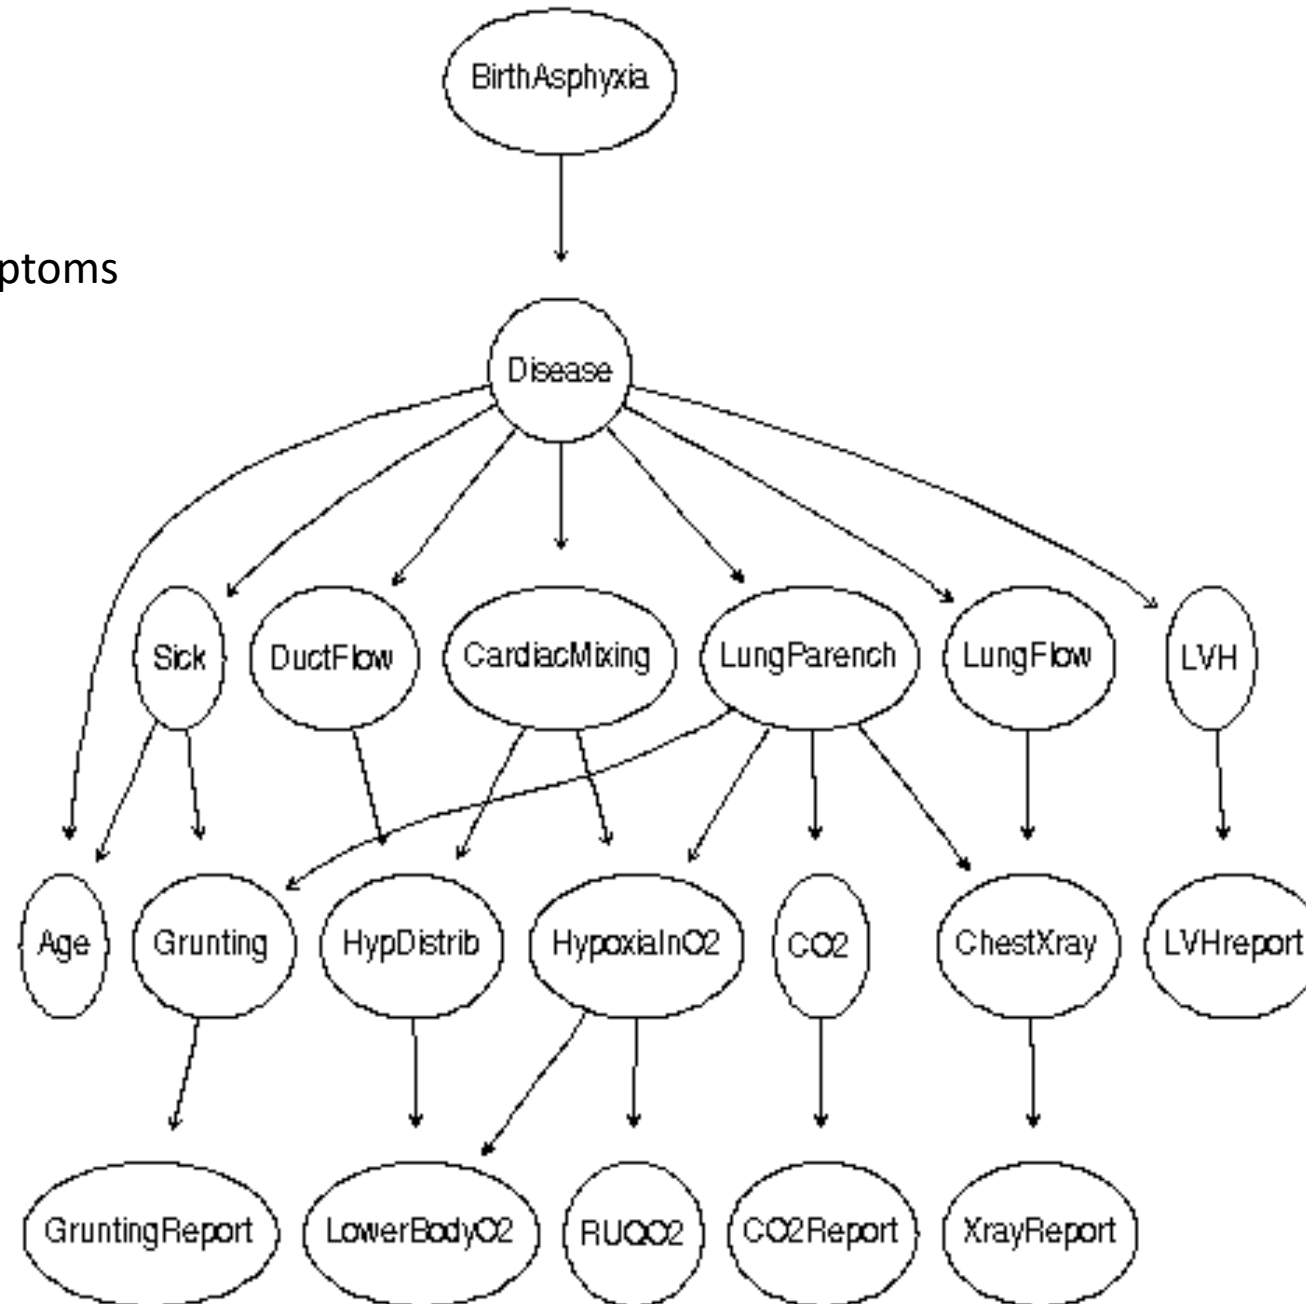 BirthAsphyxia
ptoms
Disease
Sick DuctFlow CardiacMixing LungParench LungFlow LVH
Age Grunting HypDistrib HypoxiaInO2 CO2 ChestXray LVHreport
GruntingReport LowerBodyO2 RUQO2 CO2Report XrayReport